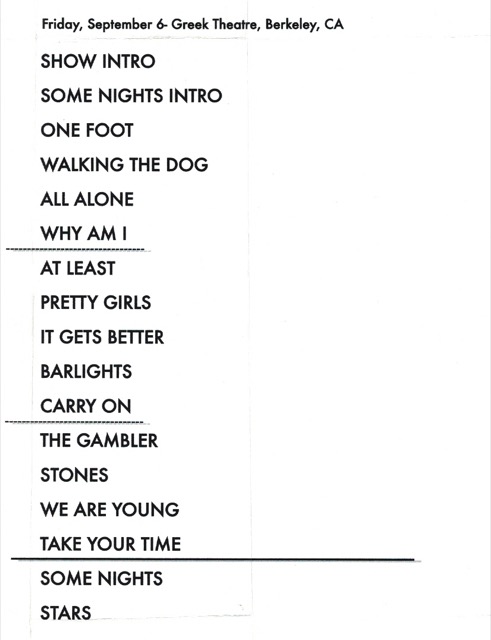 Friday, September 6- Greek Theatre, Berkeley, CA
SHOW INTRO
SOME NIGHTS INTRO
ONE FOOT
WALKING THE DOG
ALL ALONE
WHY AM I
AT LEAST
PRETTY GIRLS
IT GETS BETTER
BARLIGHTS
CARRY ON
THE GAMBLER
STONES
WE ARE YOUNG
TAKE YOUR TIME
SOME NIGHTS
STARS